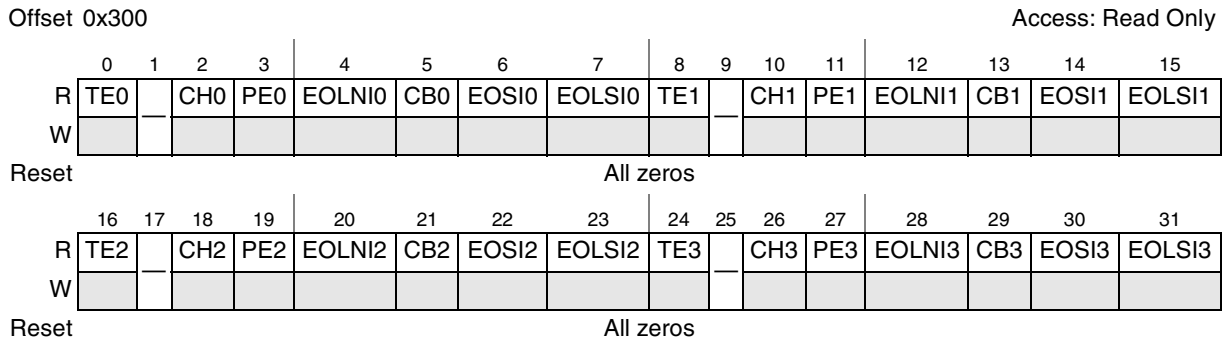 Offset 0x300 Access: Read Only
0 1 2 3 4 5 6 7 8 9 10 11 12 13 14 15
R TE0 — CH0 PE0 EOLNI0 CB0 EOSI0 EOLSI0 TE1 — CH1 PE1 EOLNI1 CB1 EOSI1 EOLSI1
W
Reset All zeros
16 17 18 19 20 21 22 23 24 25 26 27 28 29 30 31
R TE2 — CH2 PE2 EOLNI2 CB2 EOSI2 EOLSI2 TE3 — CH3 PE3 EOLNI3 CB3 EOSI3 EOLSI3
W
Reset All zeros